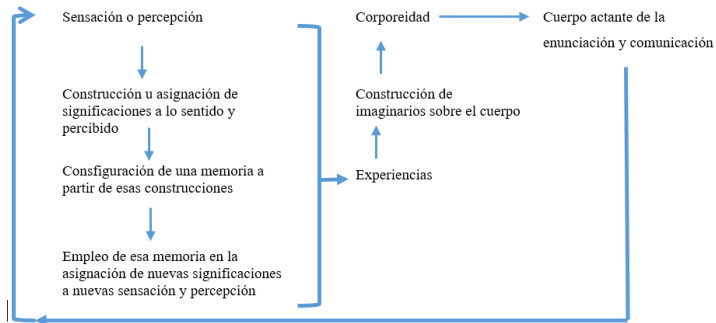 Sensación o percepción
Construcción u asignación de
significaciones a lo sentido y
percibido
Consfiguración de una memoria a
partir de esas construcciones
Empleo de esa memoria en la
asignación de nuevas significaciones
a nuevas sensación y percepción
Experiencias
Construcción de
imaginarios sobre el cuerpo
Corporeidad
Cuerpo actante de la
enunciación y comunicación